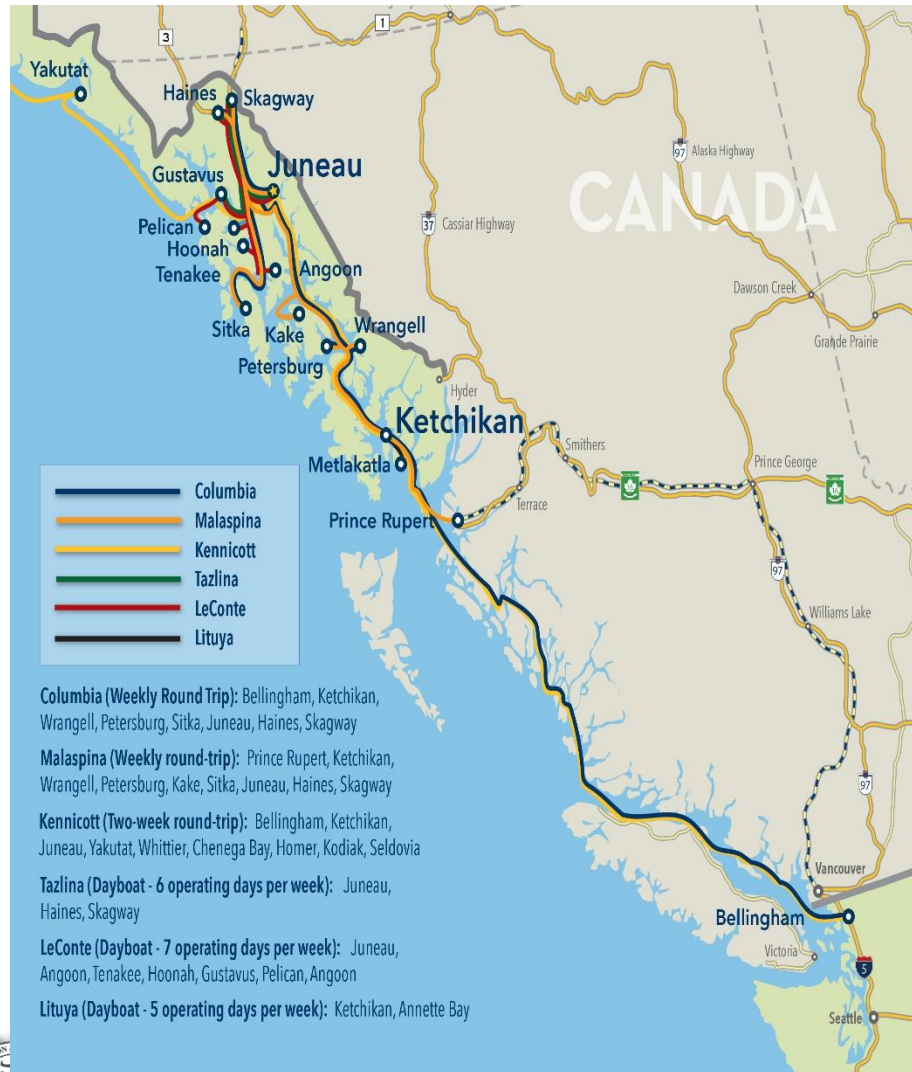 3
1
Yakutat
Haines
Skagway
97
Alaska Highway
Gustavus
Juneau
CANADA
37
Cassiar Highway
Pelican
Hoonah
Tenakee
Angoon
Dawson Creek
Sitka
Kake
Wrangell
Grande Prairie
Petersburg
Hyder
Ketchikan
Smithers
Metlakatla
Prince George
16
16
Terrace
Prince Rupert
Columbia
Malaspina
Kennicott
Tazlina
LeConte
Lituya
97
Williams Lake
Columbia (Weekly Round Trip): Bellingham, Ketchikan,
Wrangell, Petersburg, Sitka, Juneau, Haines, Skagway
Malaspina (Weekly round-trip): Prince Rupert, Ketchikan,
Wrangell, Petersburg, Kake, Sitka, Juneau, Haines, Skagway
Kennicott (Two-week round-trip): Bellingham, Ketchikan,
Juneau, Yakutat, Whittier, Chenega Bay, Homer, Kodiak, Seldovia
97
Tazlina (Dayboat - 6 operating days per week): Juneau,
Haines, Skagway
Vancouver
Bellingham
LeConte (Dayboat - 7 operating days per week): Juneau,
Angoon, Tenakee, Hoonah, Gustavus, Pelican, Angoon
Victoria
5
Lituya (Dayboat - 5 operating days per week): Ketchikan, Annette Bay
Seattle